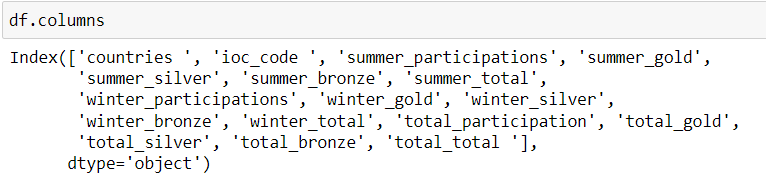 df.columns
Index(['countries ', 'ioc_code ', 'summer_participations', 'summer_gold',
'summer_silver', 'summer_bronze', 'summer_total',
'winter_participations', 'winter_gold', 'winter_silver',
'winter_bronze', 'winter_total', 'total_participation', 'total_gold',
'total_silver', 'total_bronze', 'total_total '],
dtype='object')